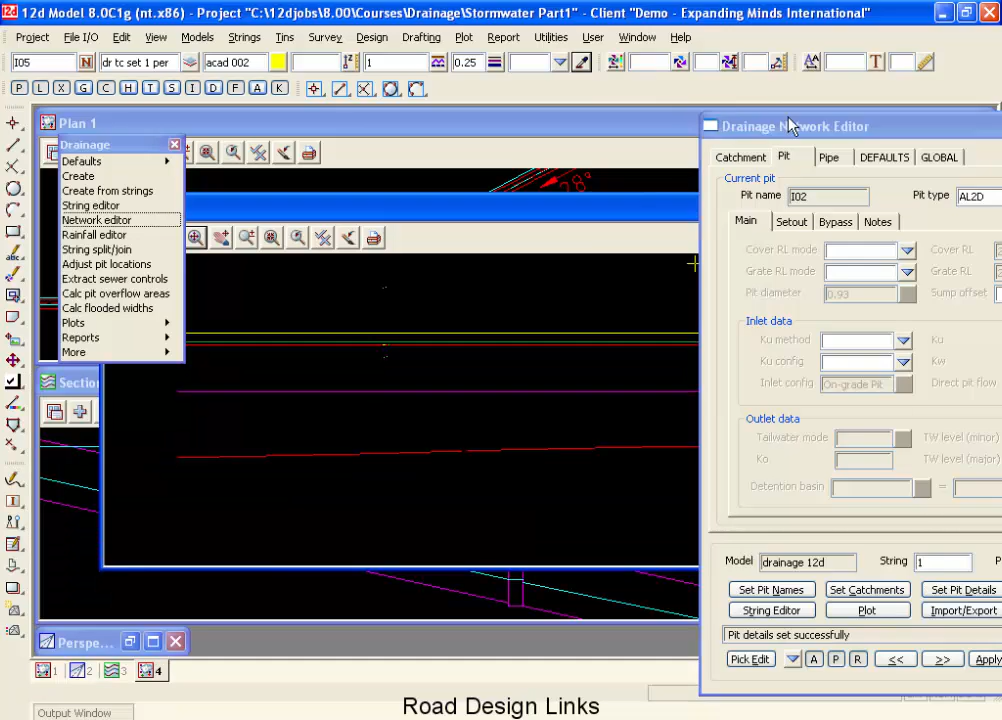 12d Model 8.0C1g (nt.x86) - Project "C:\12djobs\8.00\Courses\Drainage\Stormwater Part1" - Client "Demo - Expanding Minds International"
Project File I/O Edit View Models Strings Tins Survey Design Drafting Plot Report Utilities User Window Help
I05 N dr tc set 1 per acad 002 1 0.25 T
P L X G C H T S I D F A K
Plan 1
Drainage
Defaults
Create
Create from strings
String editor
Network editor
Rainfall editor
String split/join
Adjust pit locations
Extract sewer controls
Calc pit overflow areas
Calc flooded widths
Plots
Reports
More
78°
Section
Perspe...
1 2 3 4
Output Window
Drainage Network Editor
Catchment Pit Pipe DEFAULTS GLOBAL
Current pit
Pit name I02 Pit type AL2D
Main Setout Bypass Notes
Cover RL mode Cover RL
Grate RL mode Grate RL
Pit diameter 0.93 Sump offset
Inlet data
Ku method Ku
Ku config Kw
Inlet config On-grade Pit Direct pit flow
Outlet data
Tailwater mode TW level (minor)
Ko TW level (major)
Detention basin =
Model drainage 12d String 1 P
Set Pit Names Set Catchments Set Pit Details
String Editor Plot Import/Export
Pit details set successfully
Pick Edit A P R << >> Apply
Road Design Links